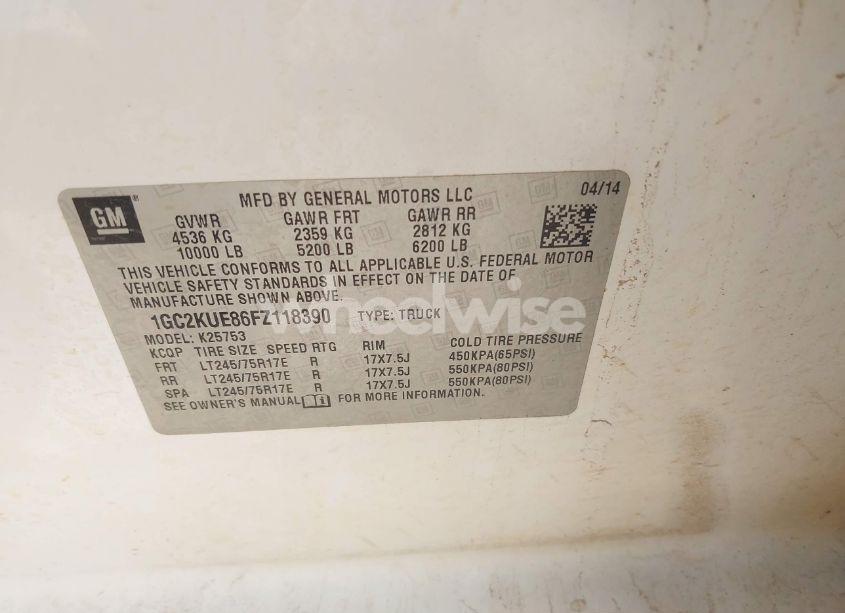 GM
MFD BY GENERAL MOTORS LLC
04/14
GVWR GAWR FRT GAWR RR
4536 KG 2359 KG 2812 KG
10000 LB 5200 LB 6200 LB
THIS VEHICLE CONFORMS TO ALL APPLICABLE U.S. FEDERAL MOTOR
VEHICLE SAFETY STANDARDS IN EFFECT ON THE DATE OF
MANUFACTURE SHOWN ABOVE.
1GC2KUE86FZ118390 TYPE: TRUCK
MODEL: K25753
KCQP TIRE SIZE SPEED RTG RIM COLD TIRE PRESSURE
FRT LT245/75R17E R 17X7.5J 450KPA(65PSI)
RR LT245/75R17E R 17X7.5J 550KPA(80PSI)
SPA LT245/75R17E R 17X7.5J 550KPA(80PSI)
SEE OWNER'S MANUAL FOR MORE INFORMATION.
wheelwise